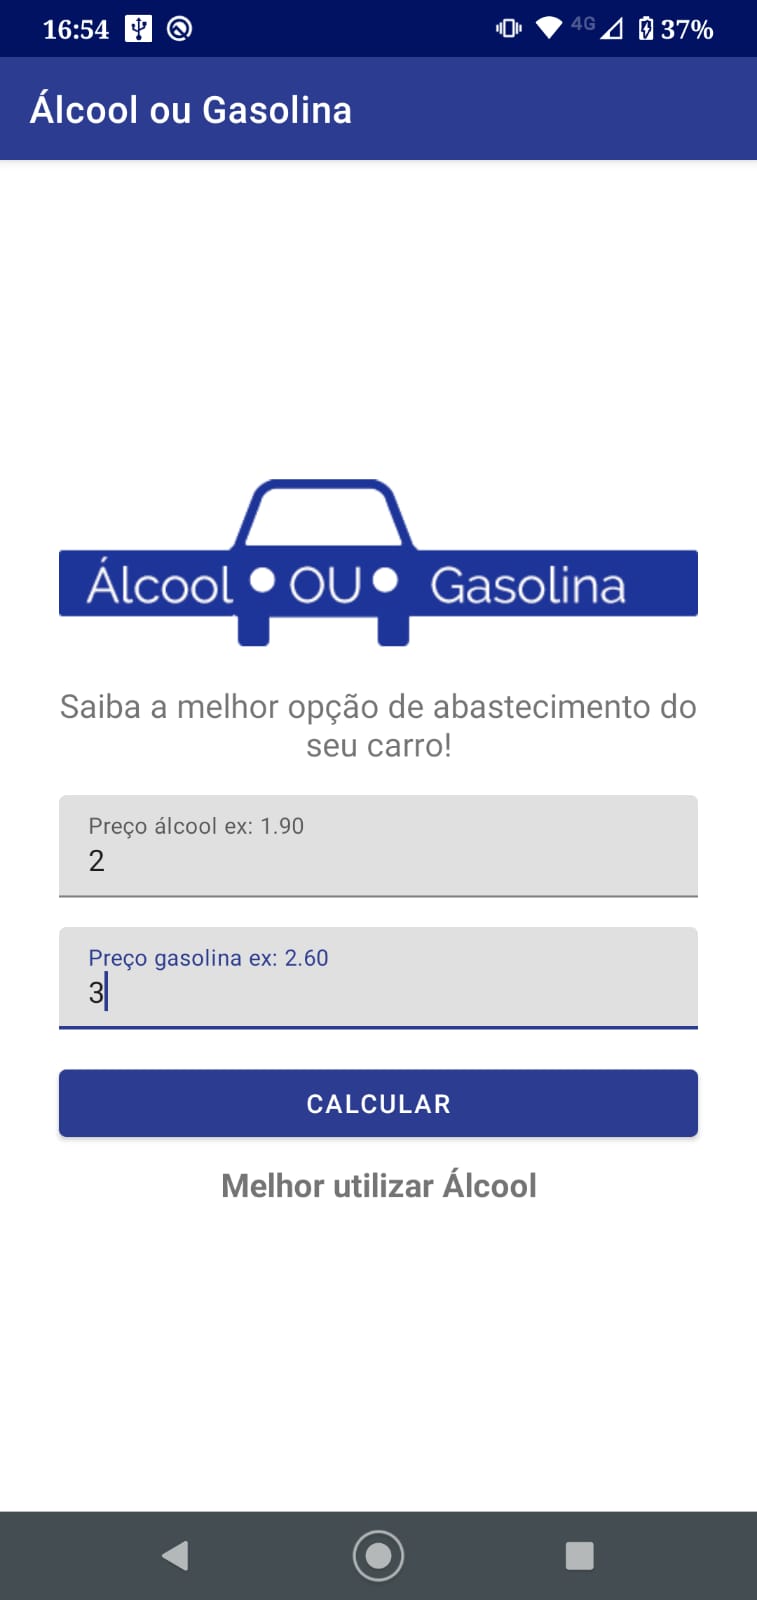 16:54 4G 37%
Álcool ou Gasolina
Álcool OU Gasolina
Saiba a melhor opção de abastecimento do
seu carro!
Preço álcool ex: 1.90
2
Preço gasolina ex: 2.60
3
CALCULAR
Melhor utilizar Álcool